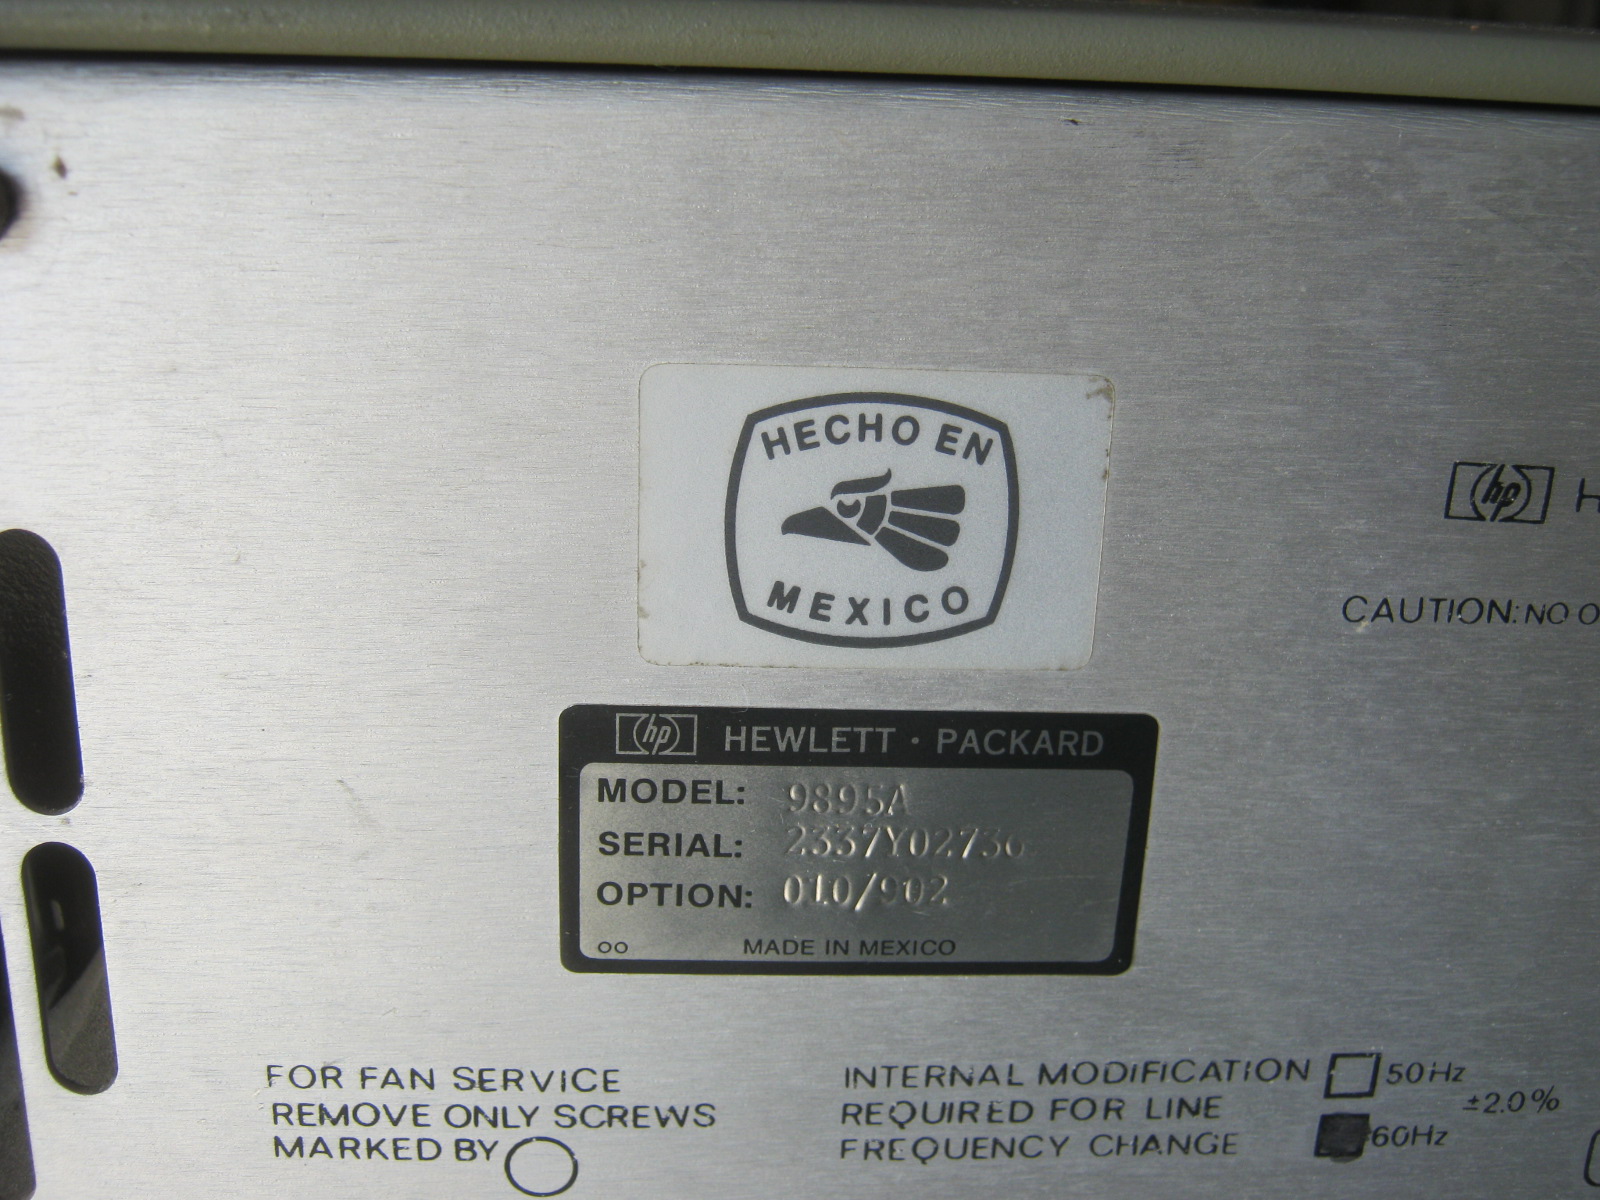 HECHO EN
MEXICO
hp
CAUTION: NO
hp HEWLETT · PACKARD
MODEL: 9895A
SERIAL: 2337Y02736
OPTION: 010/902
OO MADE IN MEXICO
FOR FAN SERVICE
REMOVE ONLY SCREWS
MARKED BY
INTERNAL MODIFICATION
REQUIRED FOR LINE
FREQUENCY CHANGE
50Hz
±2.0%
60Hz